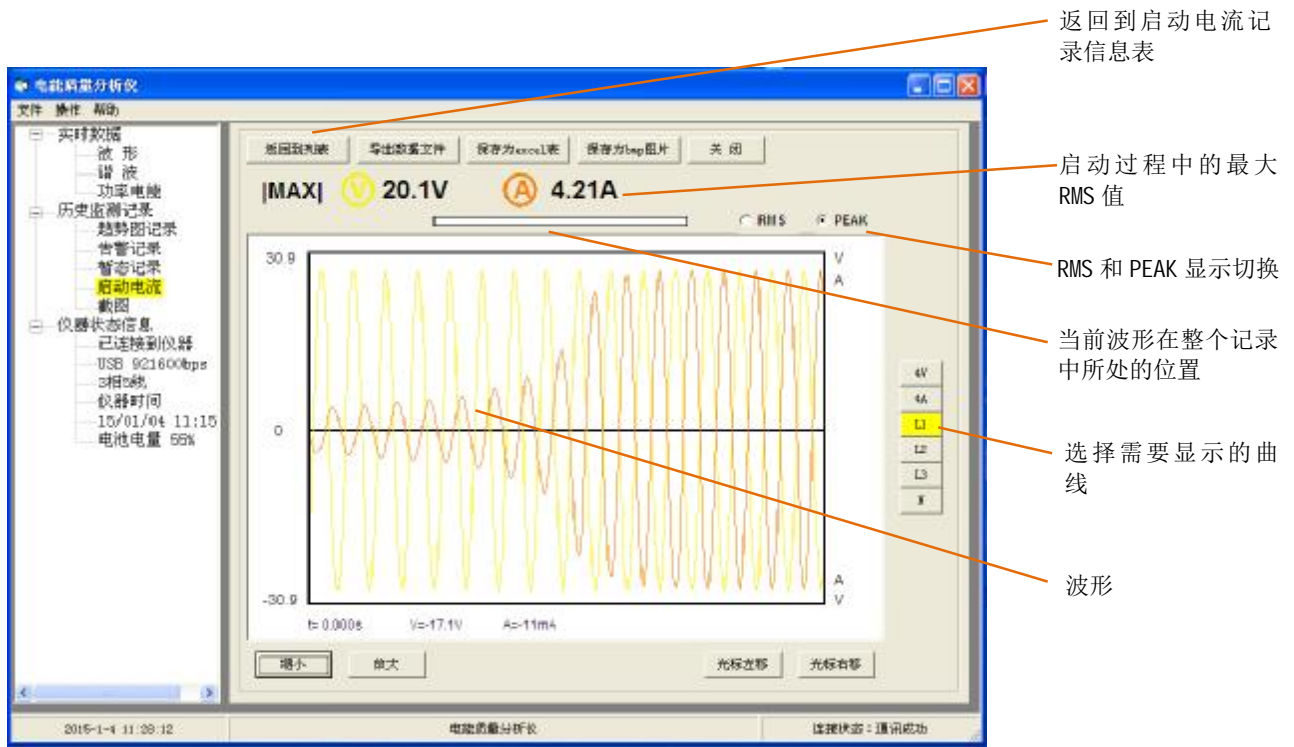 返回到启动电流记
录信息表
电能质量分析仪
文件 操作 帮助
实时数据
波 形
谐 波
功率电能
历史监测记录
趋势图记录
告警记录
暂态记录
启动电流
截图
仪器状态信息
已连接到仪器
USB 921600bps
3相5线
仪器时间
15/01/04 11:15
电池电量 55%
返回到列表 导出数据文件 保存为excel表 保存为bmp图片 关 闭
|MAX| V 20.1V A 4.21A
RMS PEAK
启动过程中的最大
RMS 值
RMS 和 PEAK 显示切换
当前波形在整个记录
中所处的位置
30.9
V
A
0
-30.9
A
V
t= 0.000s V=-17.1V A=-11mA
4V
4A
L1
L2
L3
N
选择需要显示的曲
线
波形
缩小 放大 光标左移 光标右移
2015-1-4 11:28:12 电能质量分析仪 连接状态：通讯成功